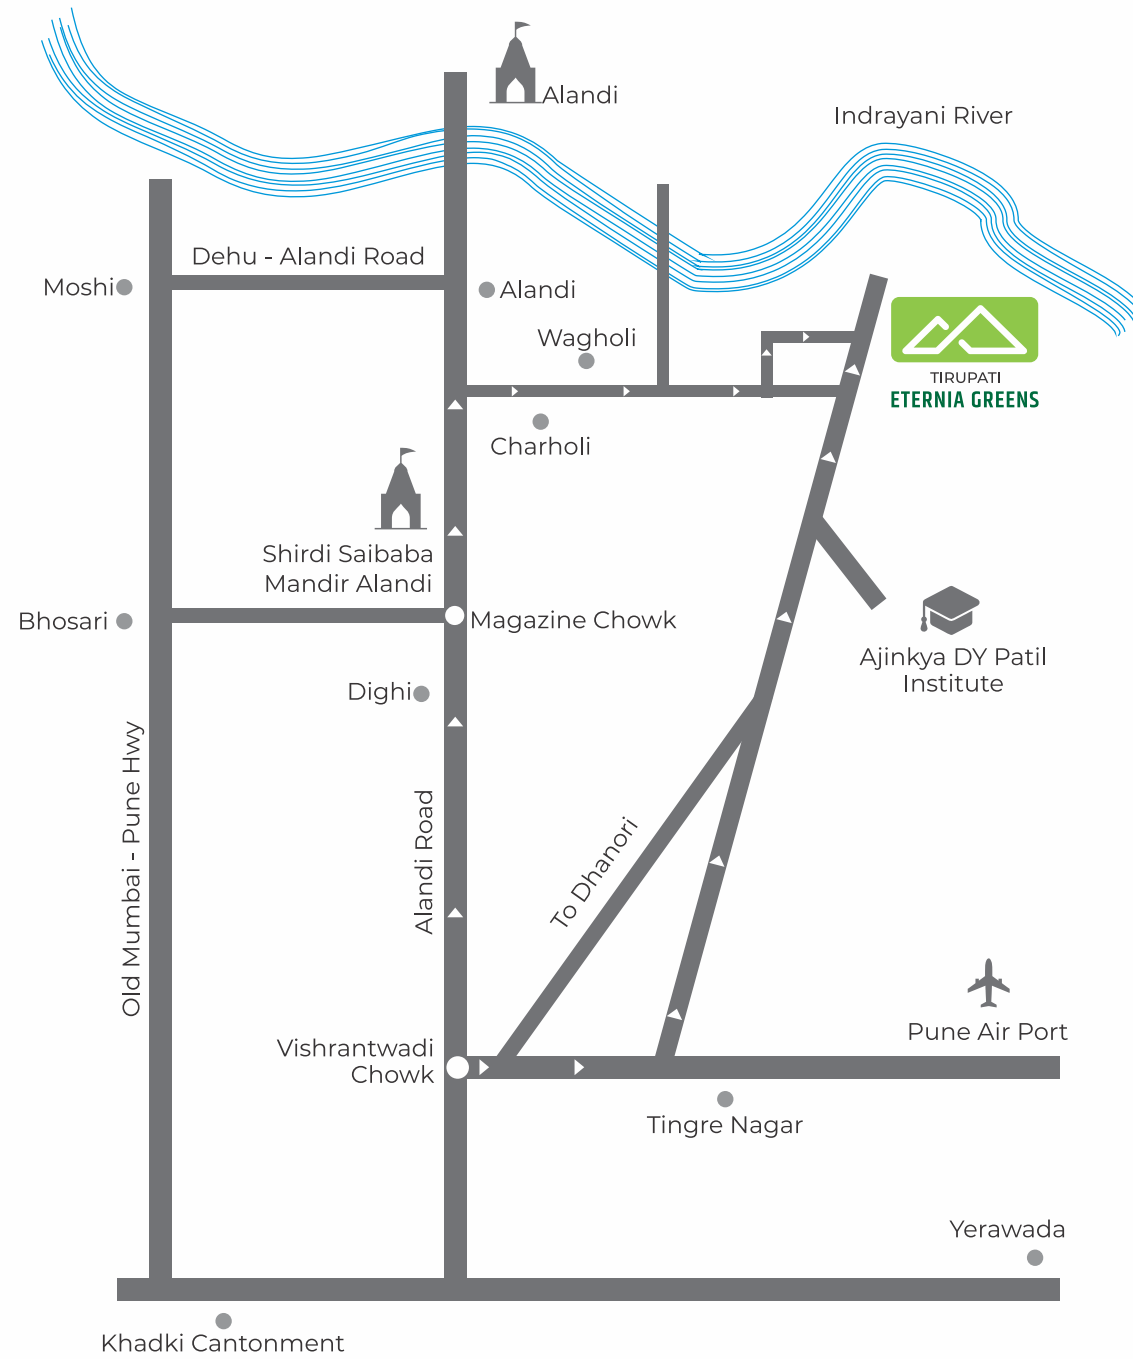 Alandi
Indrayani River
Dehu - Alandi Road
Moshi
Alandi
Wagholi
TIRUPATI
ETERNIA GREENS
Charholi
Shirdi Saibaba
Mandir Alandi
Bhosari
Magazine Chowk
Ajinkya DY Patil
Institute
Dighi
Old Mumbai - Pune Hwy
Alandi Road
To Dhanori
Pune Air Port
Vishrantwadi
Chowk
Tingre Nagar
Yerawada
Khadki Cantonment